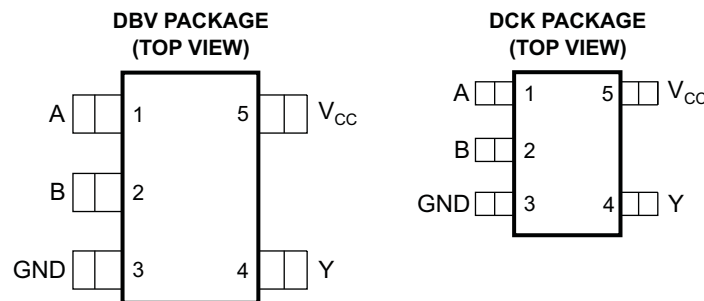 DBV PACKAGE
(TOP VIEW)
A 1 5 VCC
B 2
GND 3 4 Y
DCK PACKAGE
(TOP VIEW)
A 1 5 VCC
B 2
GND 3 4 Y